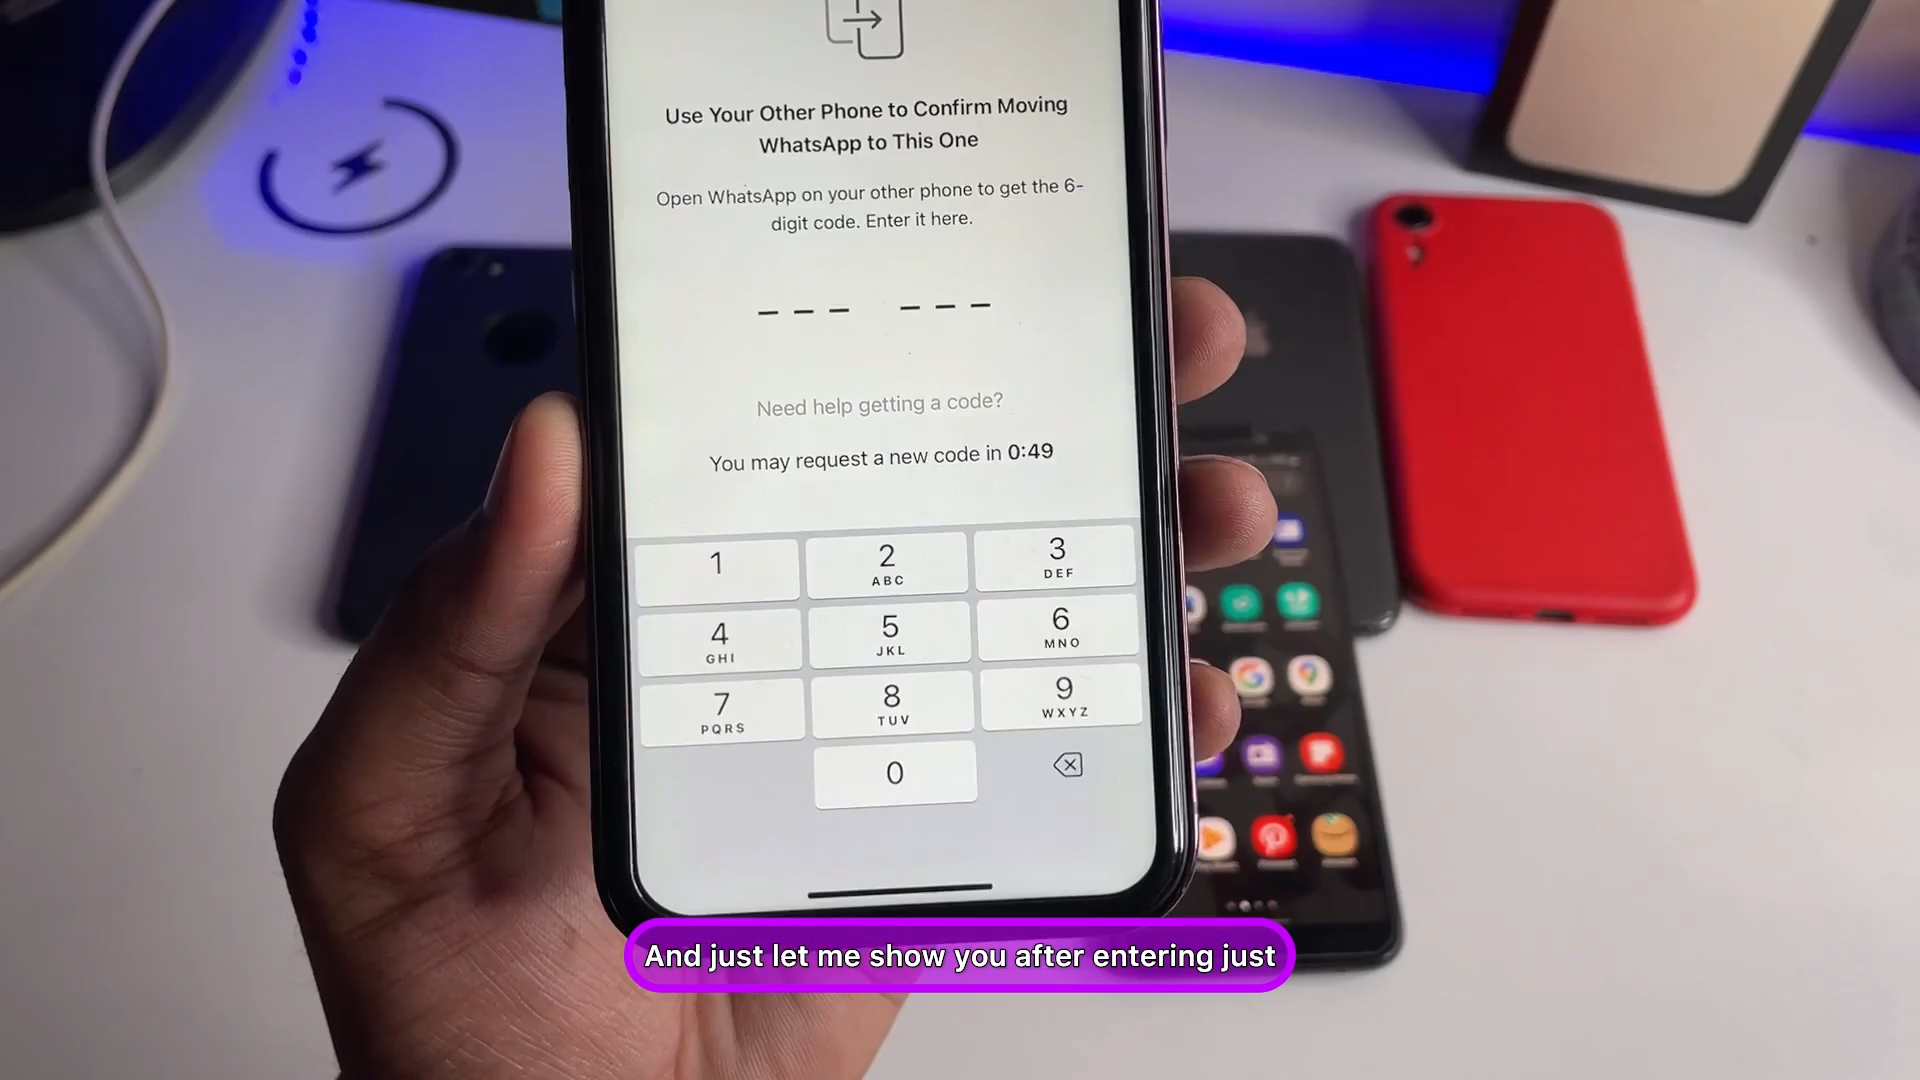 Use Your Other Phone to Confirm Moving
WhatsApp to This One
Open WhatsApp on your other phone to get the 6-
digit code. Enter it here.
Need help getting a code?
You may request a new code in 0:49
1
2
ABC
3
DEF
4
GHI
5
JKL
6
MNO
7
PQRS
8
TUV
9
WXYZ
0
And just let me show you after entering just